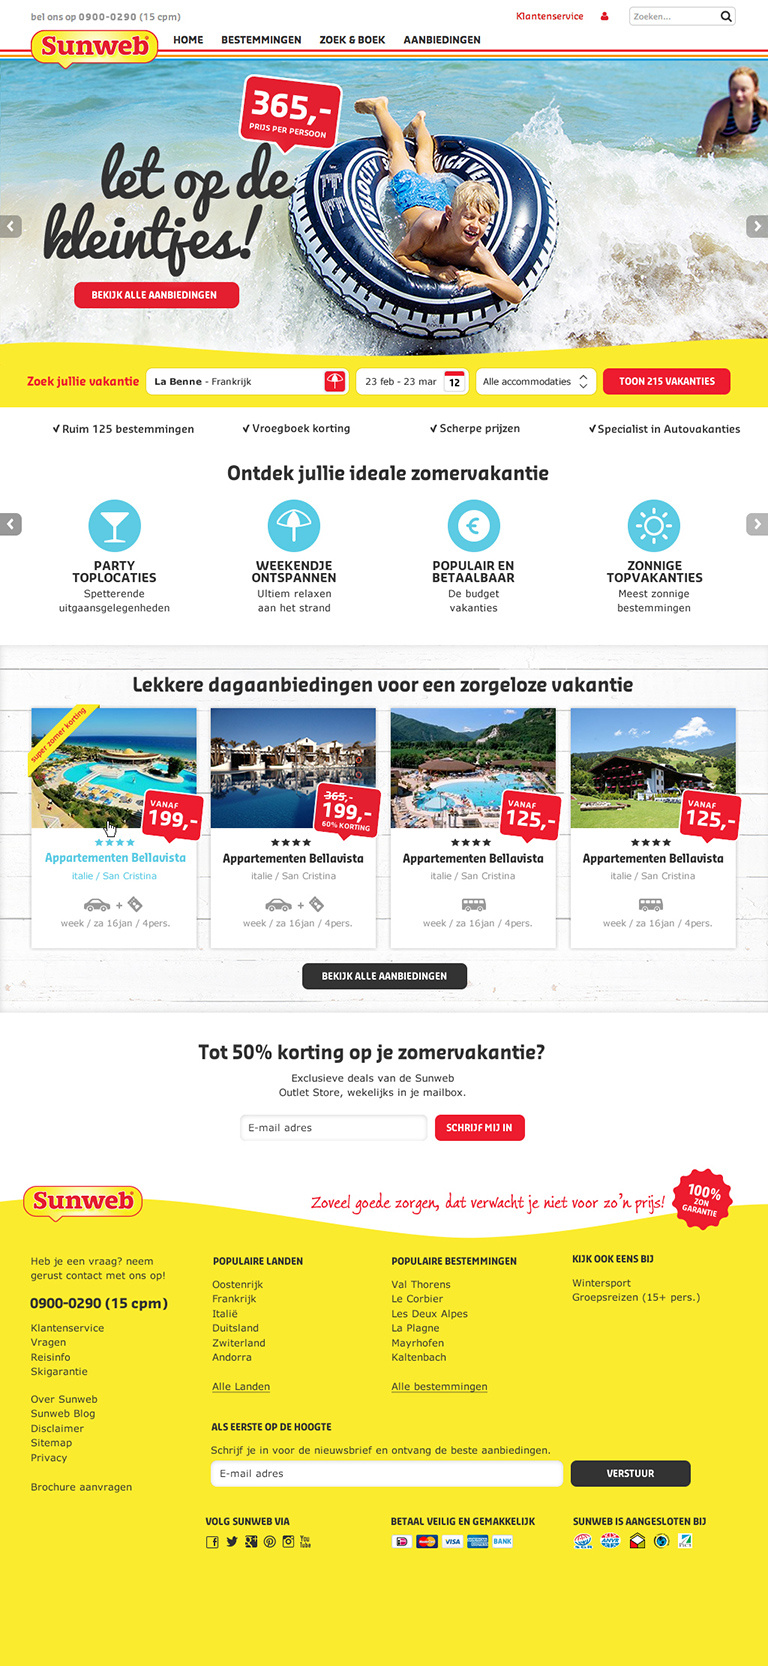 bel ons op 0900-0290 (15 cpm)
Klantenservice
Zoeken...
Sunweb
HOME BESTEMMINGEN ZOEK & BOEK AANBIEDINGEN
365,-
PRIJS PER PERSOON
let op de
kleintjes!
BEKIJK ALLE AANBIEDINGEN
Zoek jullie vakantie
La Benne - Frankrijk
23 feb - 23 mar
12
Alle accommodaties
TOON 215 VAKANTIES
Ruim 125 bestemmingen
Vroegboek korting
Scherpe prijzen
Specialist in Autovakanties
Ontdek jullie ideale zomervakantie
PARTY
TOPLOCATIES
Spetterende
uitgaansgelegenheden
WEEKENDJE
ONTSPANNEN
Ultiem relaxen
aan het strand
€
POPULAIR EN
BETAALBAAR
De budget
vakanties
ZONNIGE
TOPVAKANTIES
Meest zonnige
bestemmingen
Lekkere dagaanbiedingen voor een zorgeloze vakantie
super zomer korting
VANAF
199,-
Appartementen Bellavista
italie / San Cristina
+
week / za 16jan / 4pers.
365,-
199,-
60% KORTING
Appartementen Bellavista
italie / San Cristina
+
week / za 16jan / 4pers.
VANAF
125,-
Appartementen Bellavista
italie / San Cristina
week / za 16jan / 4pers.
VANAF
125,-
Appartementen Bellavista
italie / San Cristina
week / za 16jan / 4pers.
BEKIJK ALLE AANBIEDINGEN
Tot 50% korting op je zomervakantie?
Exclusieve deals van de Sunweb
Outlet Store, wekelijks in je mailbox.
E-mail adres
SCHRIJF MIJ IN
Sunweb
Zoveel goede zorgen, dat verwacht je niet voor zo'n prijs!
100%
ZON
GARANTIE
Heb je een vraag? neem
gerust contact met ons op!
0900-0290 (15 cpm)
Klantenservice
Vragen
Reisinfo
Skigarantie
Over Sunweb
Sunweb Blog
Disclaimer
Sitemap
Privacy
Brochure aanvragen
POPULAIRE LANDEN
Oostenrijk
Frankrijk
Italië
Duitsland
Zwiterland
Andorra
Alle Landen
POPULAIRE BESTEMMINGEN
Val Thorens
Le Corbier
Les Deux Alpes
La Plagne
Mayrhofen
Kaltenbach
Alle bestemmingen
KIJK OOK EENS BIJ
Wintersport
Groepsreizen (15+ pers.)
ALS EERSTE OP DE HOOGTE
Schrijf je in voor de nieuwsbrief en ontvang de beste aanbiedingen.
E-mail adres
VERSTUUR
VOLG SUNWEB VIA
You
Tube
BETAAL VEILIG EN GEMAKKELIJK
VISA
BANK
SUNWEB IS AANGESLOTEN BIJ